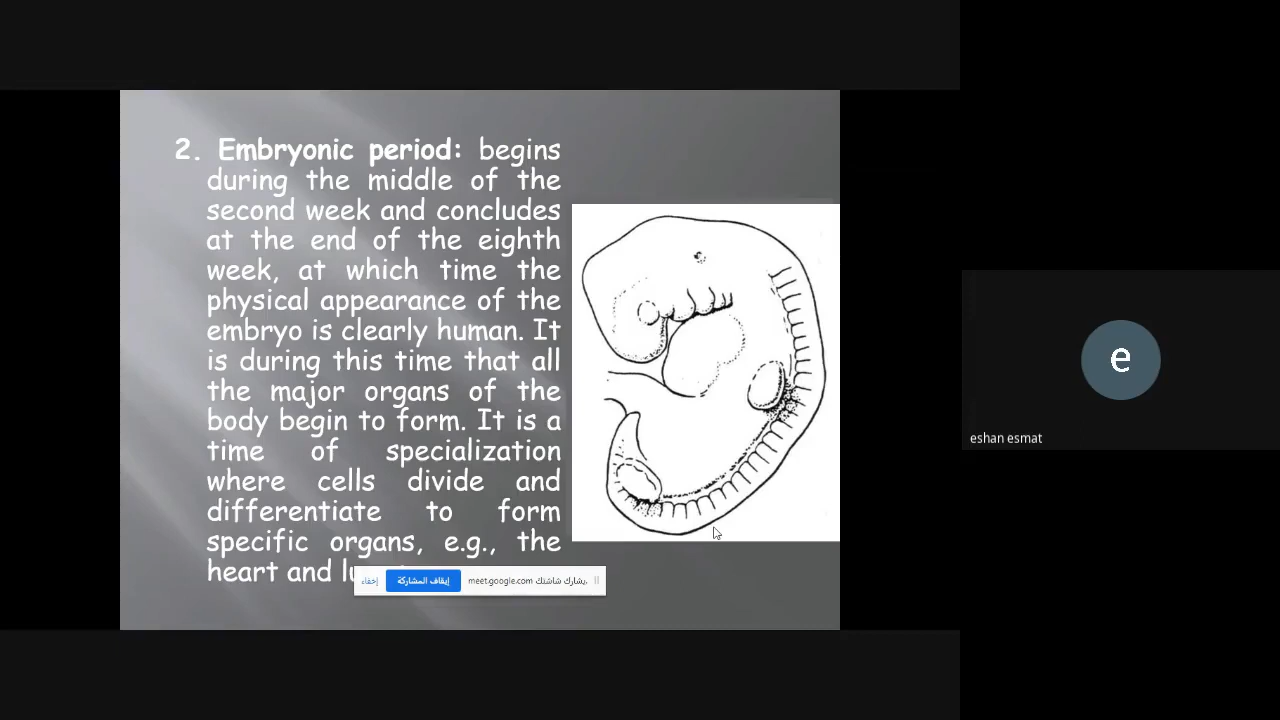 2. Embryonic period: begins
during the middle of the
second week and concludes
at the end of the eighth
week, at which time the
physical appearance of the
embryo is clearly human. It
is during this time that all
the major organs of the
body begin to form. It is a
time of specialization
where cells divide and
differentiate to form
specific organs, e.g., the
heart and
يشارك شاشتك meet.google.com. إيقاف المشاركة إخفاء
e
eshan esmat